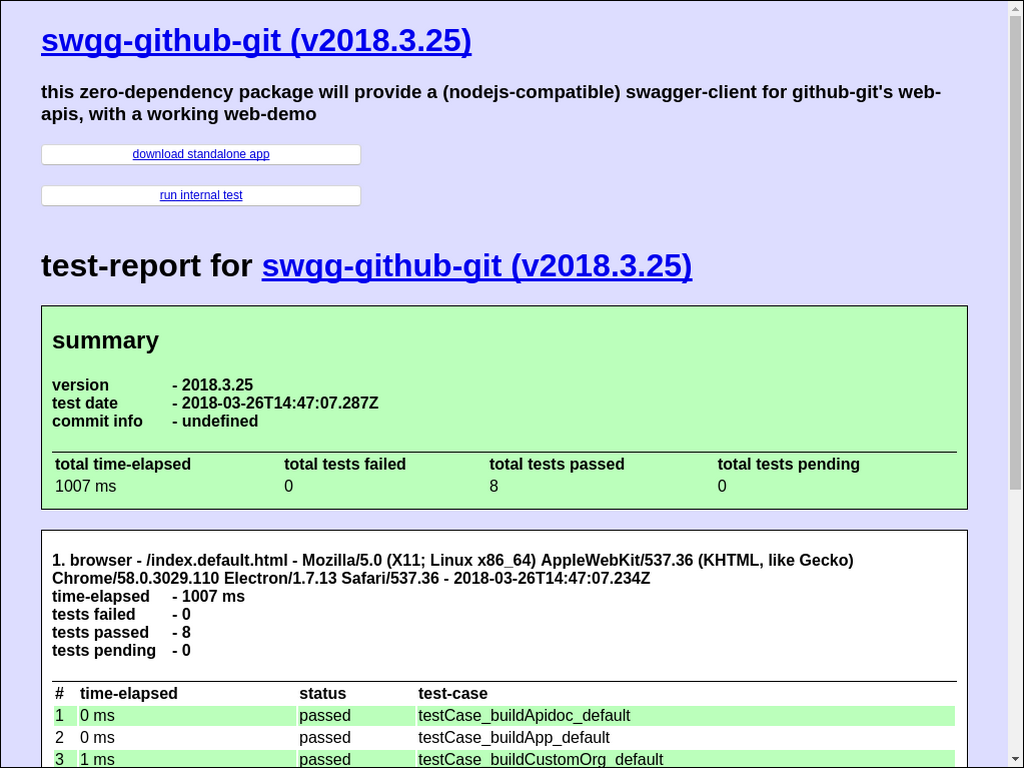 swgg-github-git (v2018.3.25)
this zero-dependency package will provide a (nodejs-compatible) swagger-client for github-git's web-
apis, with a working web-demo
download standalone app
run internal test
test-report for swgg-github-git (v2018.3.25)
summary
version - 2018.3.25
test date - 2018-03-26T14:47:07.287Z
commit info - undefined
total time-elapsed total tests failed total tests passed total tests pending
1007 ms 0 8 0
1. browser - /index.default.html - Mozilla/5.0 (X11; Linux x86_64) AppleWebKit/537.36 (KHTML, like Gecko)
Chrome/58.0.3029.110 Electron/1.7.13 Safari/537.36 - 2018-03-26T14:47:07.234Z
time-elapsed - 1007 ms
tests failed - 0
tests passed - 8
tests pending - 0
# time-elapsed status test-case
1 0 ms passed testCase_buildApidoc_default
2 0 ms passed testCase_buildApp_default
3 1 ms passed testCase_buildCustomOrg_default